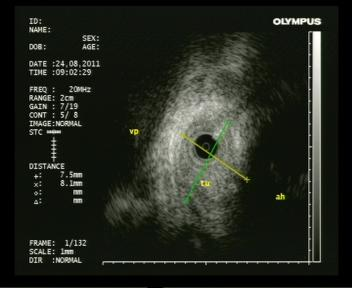 ID:
OLYMPUS
NAME:
SEX:
DOB: AGE:
DATE :24.08.2011
TIME :09:02:29
FREQ : 20MHz
RANGE: 2cm
GAIN : 7/19
CONT : 5/ 8
IMAGE:NORMAL
STC
vp
DISTANCE
+: 7.5mm
x: 8.1mm
tu
◇: mm
ah
△: mm
FRAME: 1/132
SCALE: 1mm
DIR :NORMAL